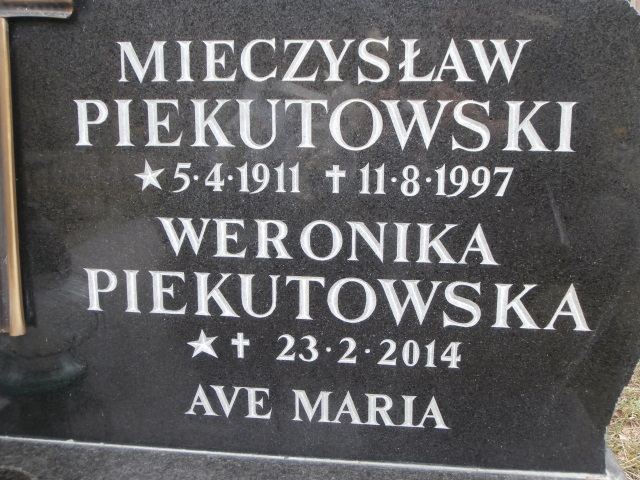 MIECZYSŁAW
PIEKUTOWSKI
★ 5·4·1911 ✝ 11·8·1997
WERONIKA
PIEKUTOWSKA
★ ✝ 23·2·2014
AVE MARIA